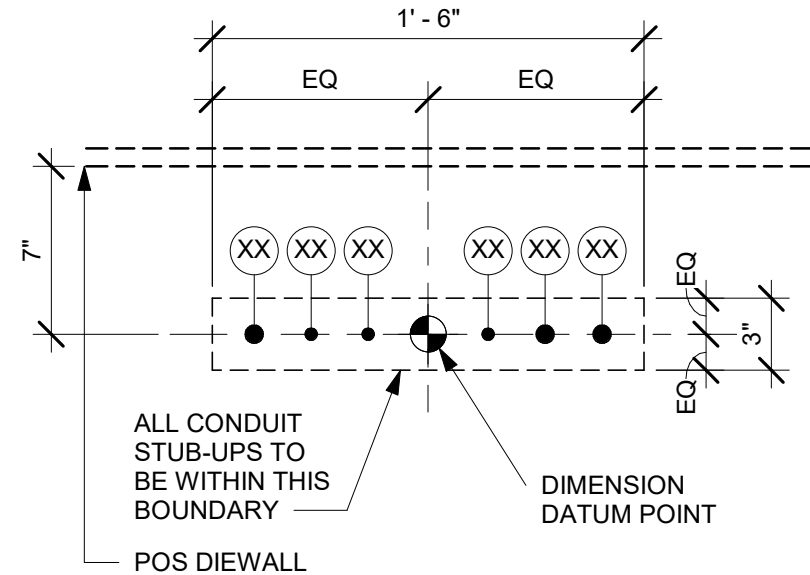 1' - 6"
EQ
EQ
7"
XX
XX
XX
XX
XX
XX
EQ
3"
EQ
ALL CONDUIT
STUB-UPS TO
BE WITHIN THIS
BOUNDARY
DIMENSION
DATUM POINT
POS DIEWALL